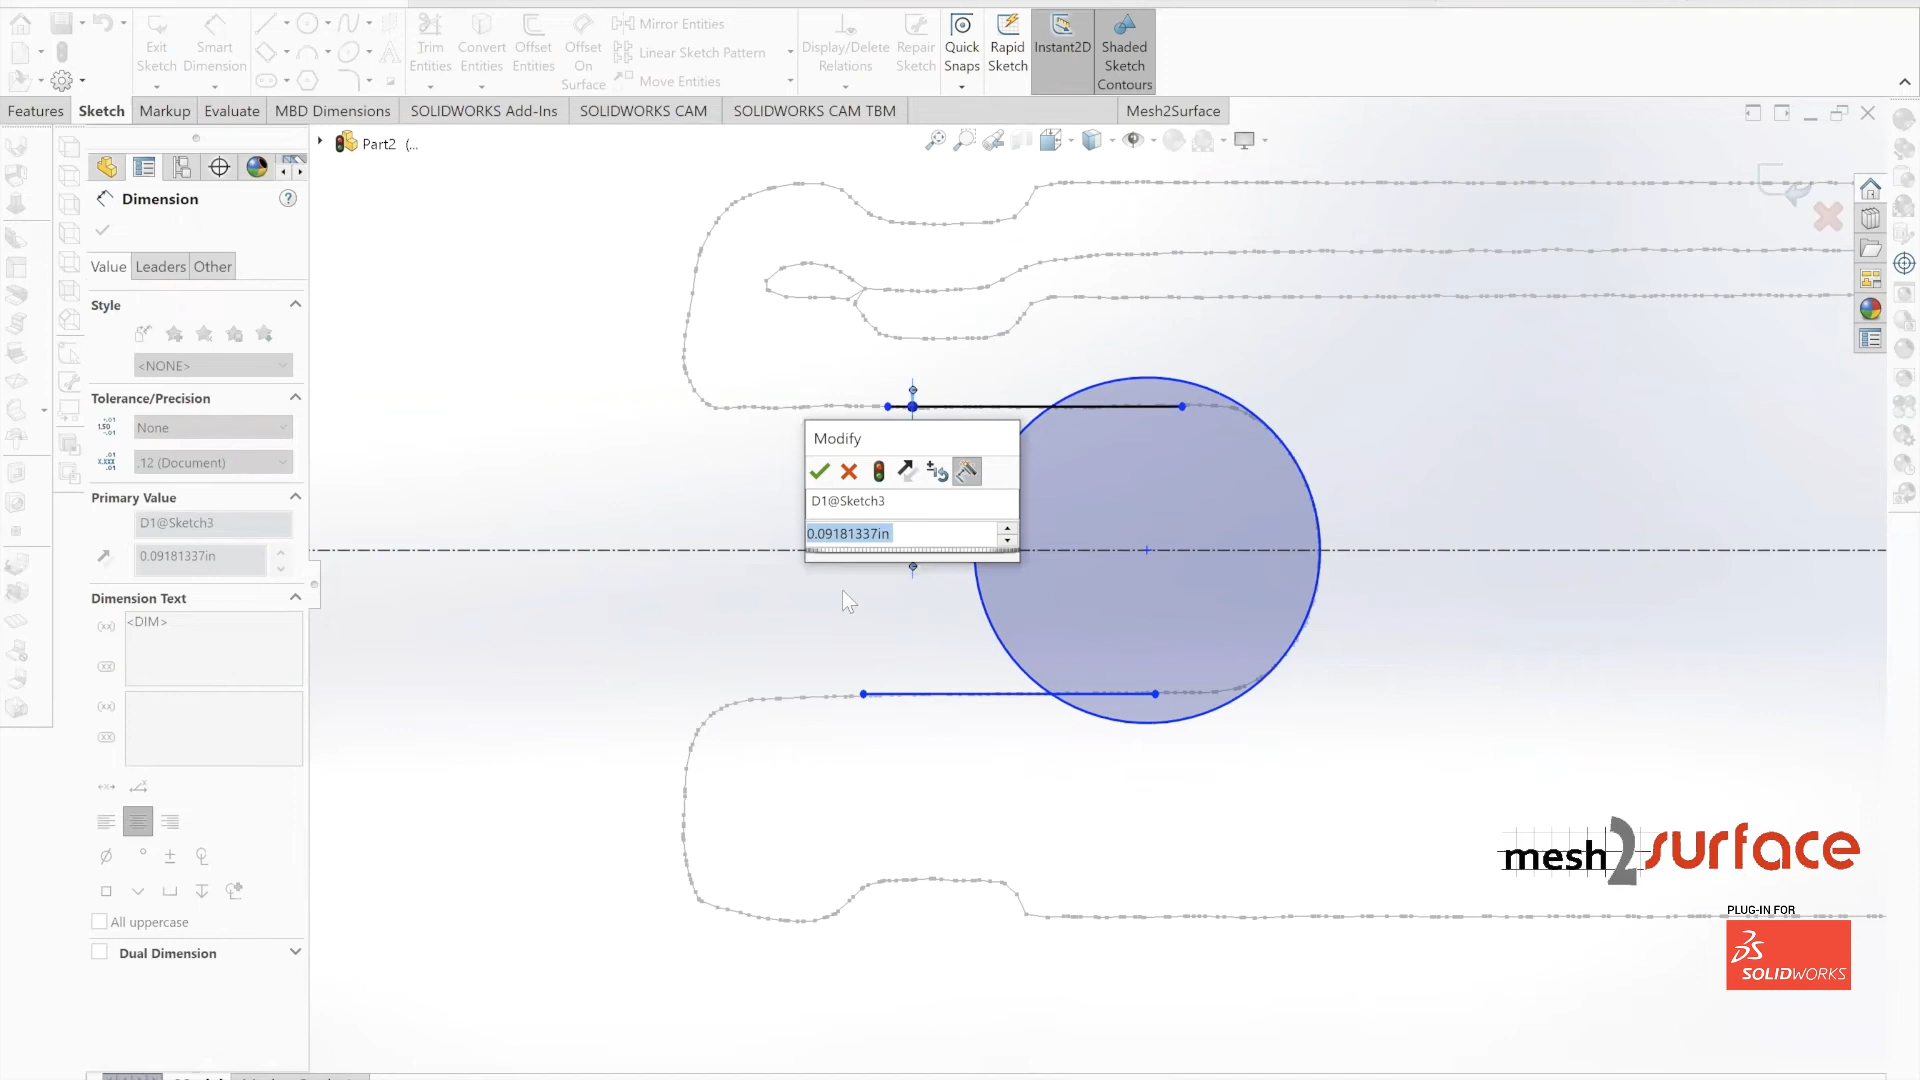 Exit
Sketch
Smart
Dimension
Trim
Entities
Convert
Entities
Offset
Entities
Offset
On
Surface
Mirror Entities
Linear Sketch Pattern
Move Entities
Display/Delete
Relations
Repair
Sketch
Quick
Snaps
Rapid
Sketch
Instant2D
Shaded
Sketch
Contours
Features
Sketch
Markup
Evaluate
MBD Dimensions
SOLIDWORKS Add-Ins
SOLIDWORKS CAM
SOLIDWORKS CAM TBM
Mesh2Surface
Part2 (...
Dimension
Value
Leaders
Other
Style
<NONE>
Tolerance/Precision
None
.12 (Document)
Primary Value
D1@Sketch3
0.09181337in
Dimension Text
<DIM>
All uppercase
Dual Dimension
Modify
D1@Sketch3
0.09181337in
mesh2surface
PLUG-IN FOR
SOLIDWORKS